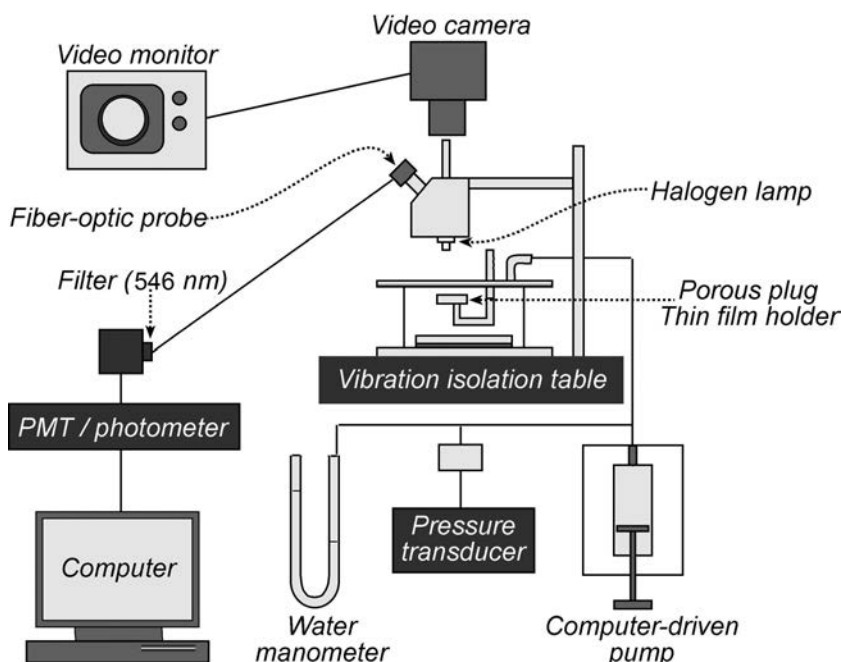 Video camera
Video monitor
Fiber-optic probe
Halogen lamp
Filter (546 nm)
Porous plug
Thin film holder
Vibration isolation table
PMT / photometer
Pressure
transducer
Computer
Water
manometer
Computer-driven
pump